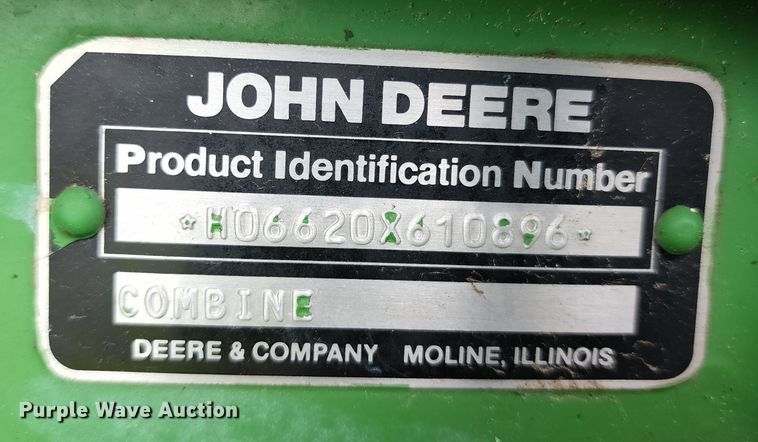 JOHN DEERE
Product Identification Number
*H06620X610896*
COMBINE
DEERE & COMPANY MOLINE, ILLINOIS
Purple Wave Auction